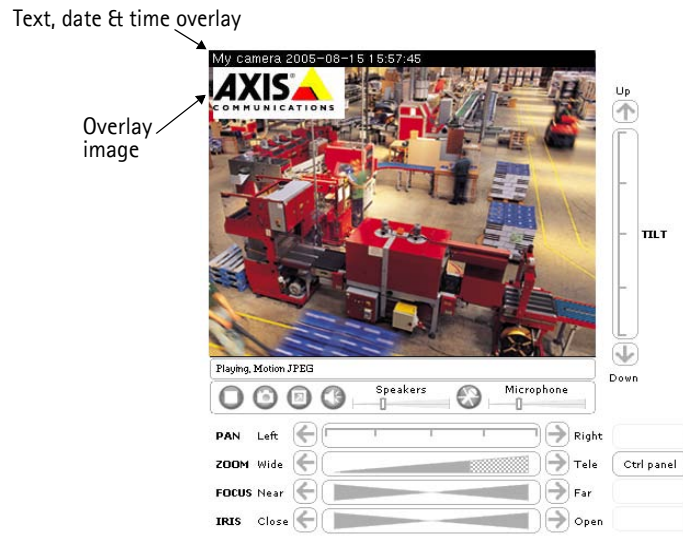 Text, date & time overlay
My camera 2005-08-15 15:57:45
AXIS
COMMUNICATIONS
Overlay
image
Up
TILT
Down
Playing, Motion JPEG
Speakers
Microphone
PAN Left Right
ZOOM Wide Tele Ctrl panel
FOCUS Near Far
IRIS Close Open